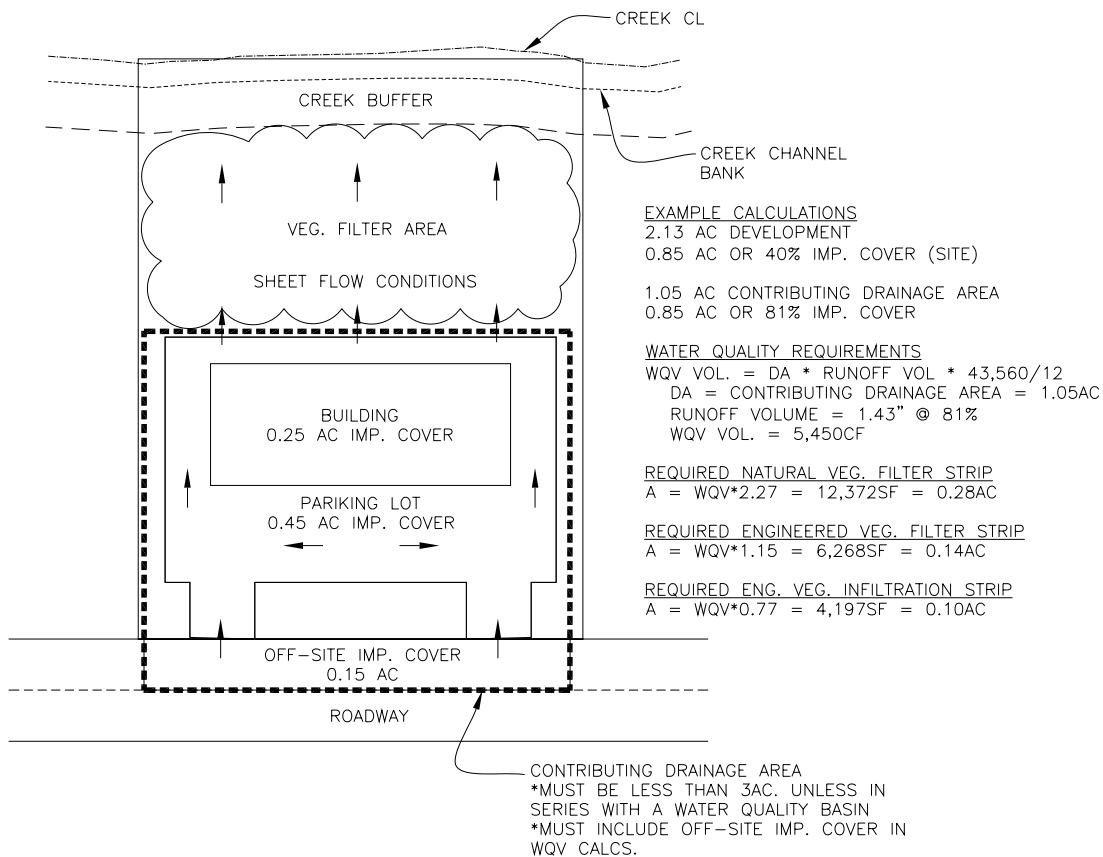 CREEK CL
CREEK BUFFER
CREEK CHANNEL
BANK
VEG. FILTER AREA
SHEET FLOW CONDITIONS
EXAMPLE CALCULATIONS
2.13 AC DEVELOPMENT
0.85 AC OR 40% IMP. COVER (SITE)
1.05 AC CONTRIBUTING DRAINAGE AREA
0.85 AC OR 81% IMP. COVER
WATER QUALITY REQUIREMENTS
WQV VOL. = DA * RUNOFF VOL * 43,560/12
DA = CONTRIBUTING DRAINAGE AREA = 1.05AC
RUNOFF VOLUME = 1.43" @ 81%
WQV VOL. = 5,450CF
REQUIRED NATURAL VEG. FILTER STRIP
A = WQV*2.27 = 12,372SF = 0.28AC
REQUIRED ENGINEERED VEG. FILTER STRIP
A = WQV*1.15 = 6,268SF = 0.14AC
REQUIRED ENG. VEG. INFILTRATION STRIP
A = WQV*0.77 = 4,197SF = 0.10AC
BUILDING
0.25 AC IMP. COVER
PARIKING LOT
0.45 AC IMP. COVER
OFF-SITE IMP. COVER
0.15 AC
ROADWAY
CONTRIBUTING DRAINAGE AREA
*MUST BE LESS THAN 3AC. UNLESS IN
SERIES WITH A WATER QUALITY BASIN
*MUST INCLUDE OFF-SITE IMP. COVER IN
WQV CALCS.